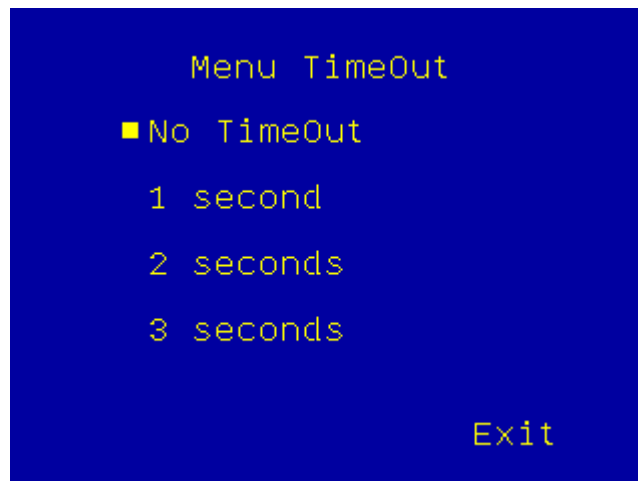 Menu TimeOut
■No TimeOut
1 second
2 seconds
3 seconds
Exit